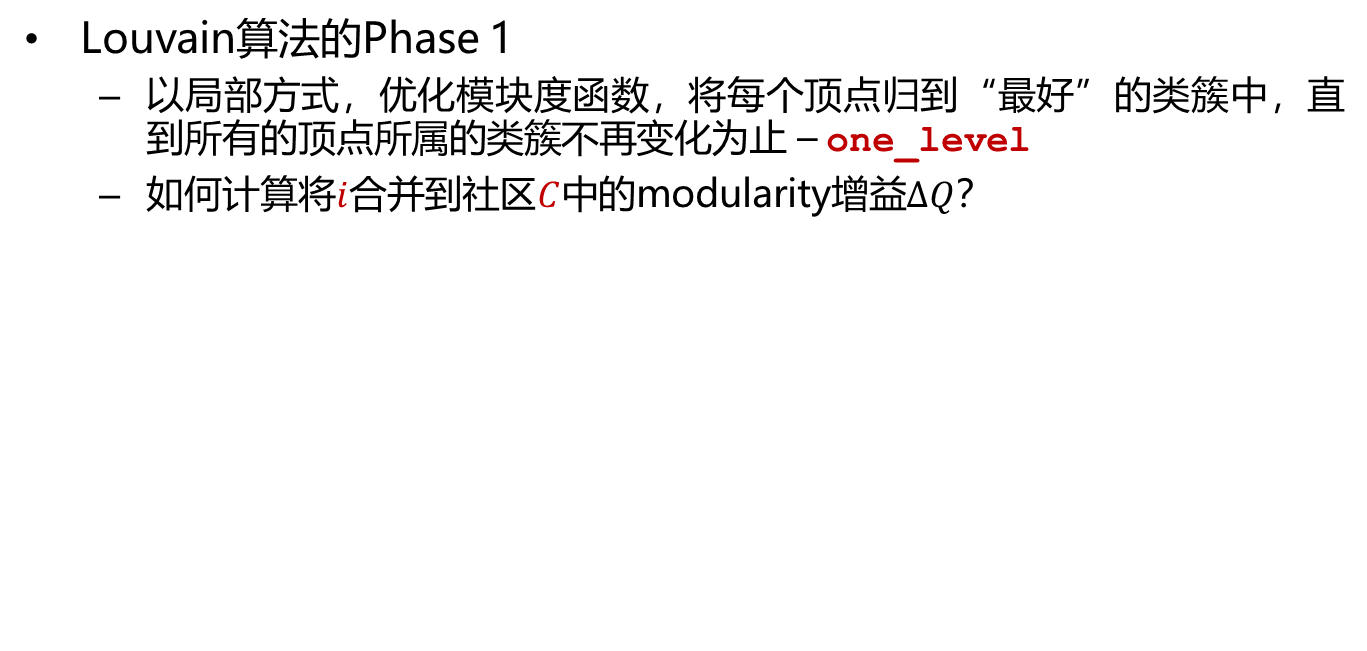 • Louvain算法的Phase 1
– 以局部方式，优化模块度函数，将每个顶点归到“最好”的类簇中，直
到所有的顶点所属的类簇不再变化为止 – one_level
– 如何计算将𝑖合并到社区𝐶中的modularity增益Δ𝑄?